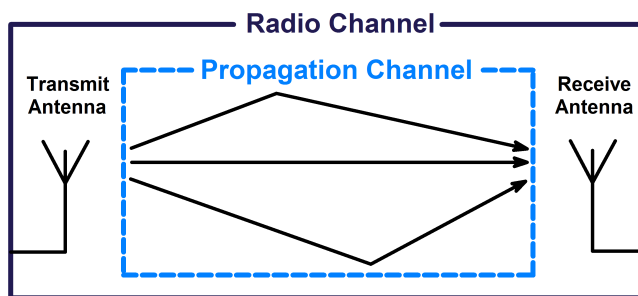 Radio Channel
Propagation Channel
Transmit
Antenna
Receive
Antenna